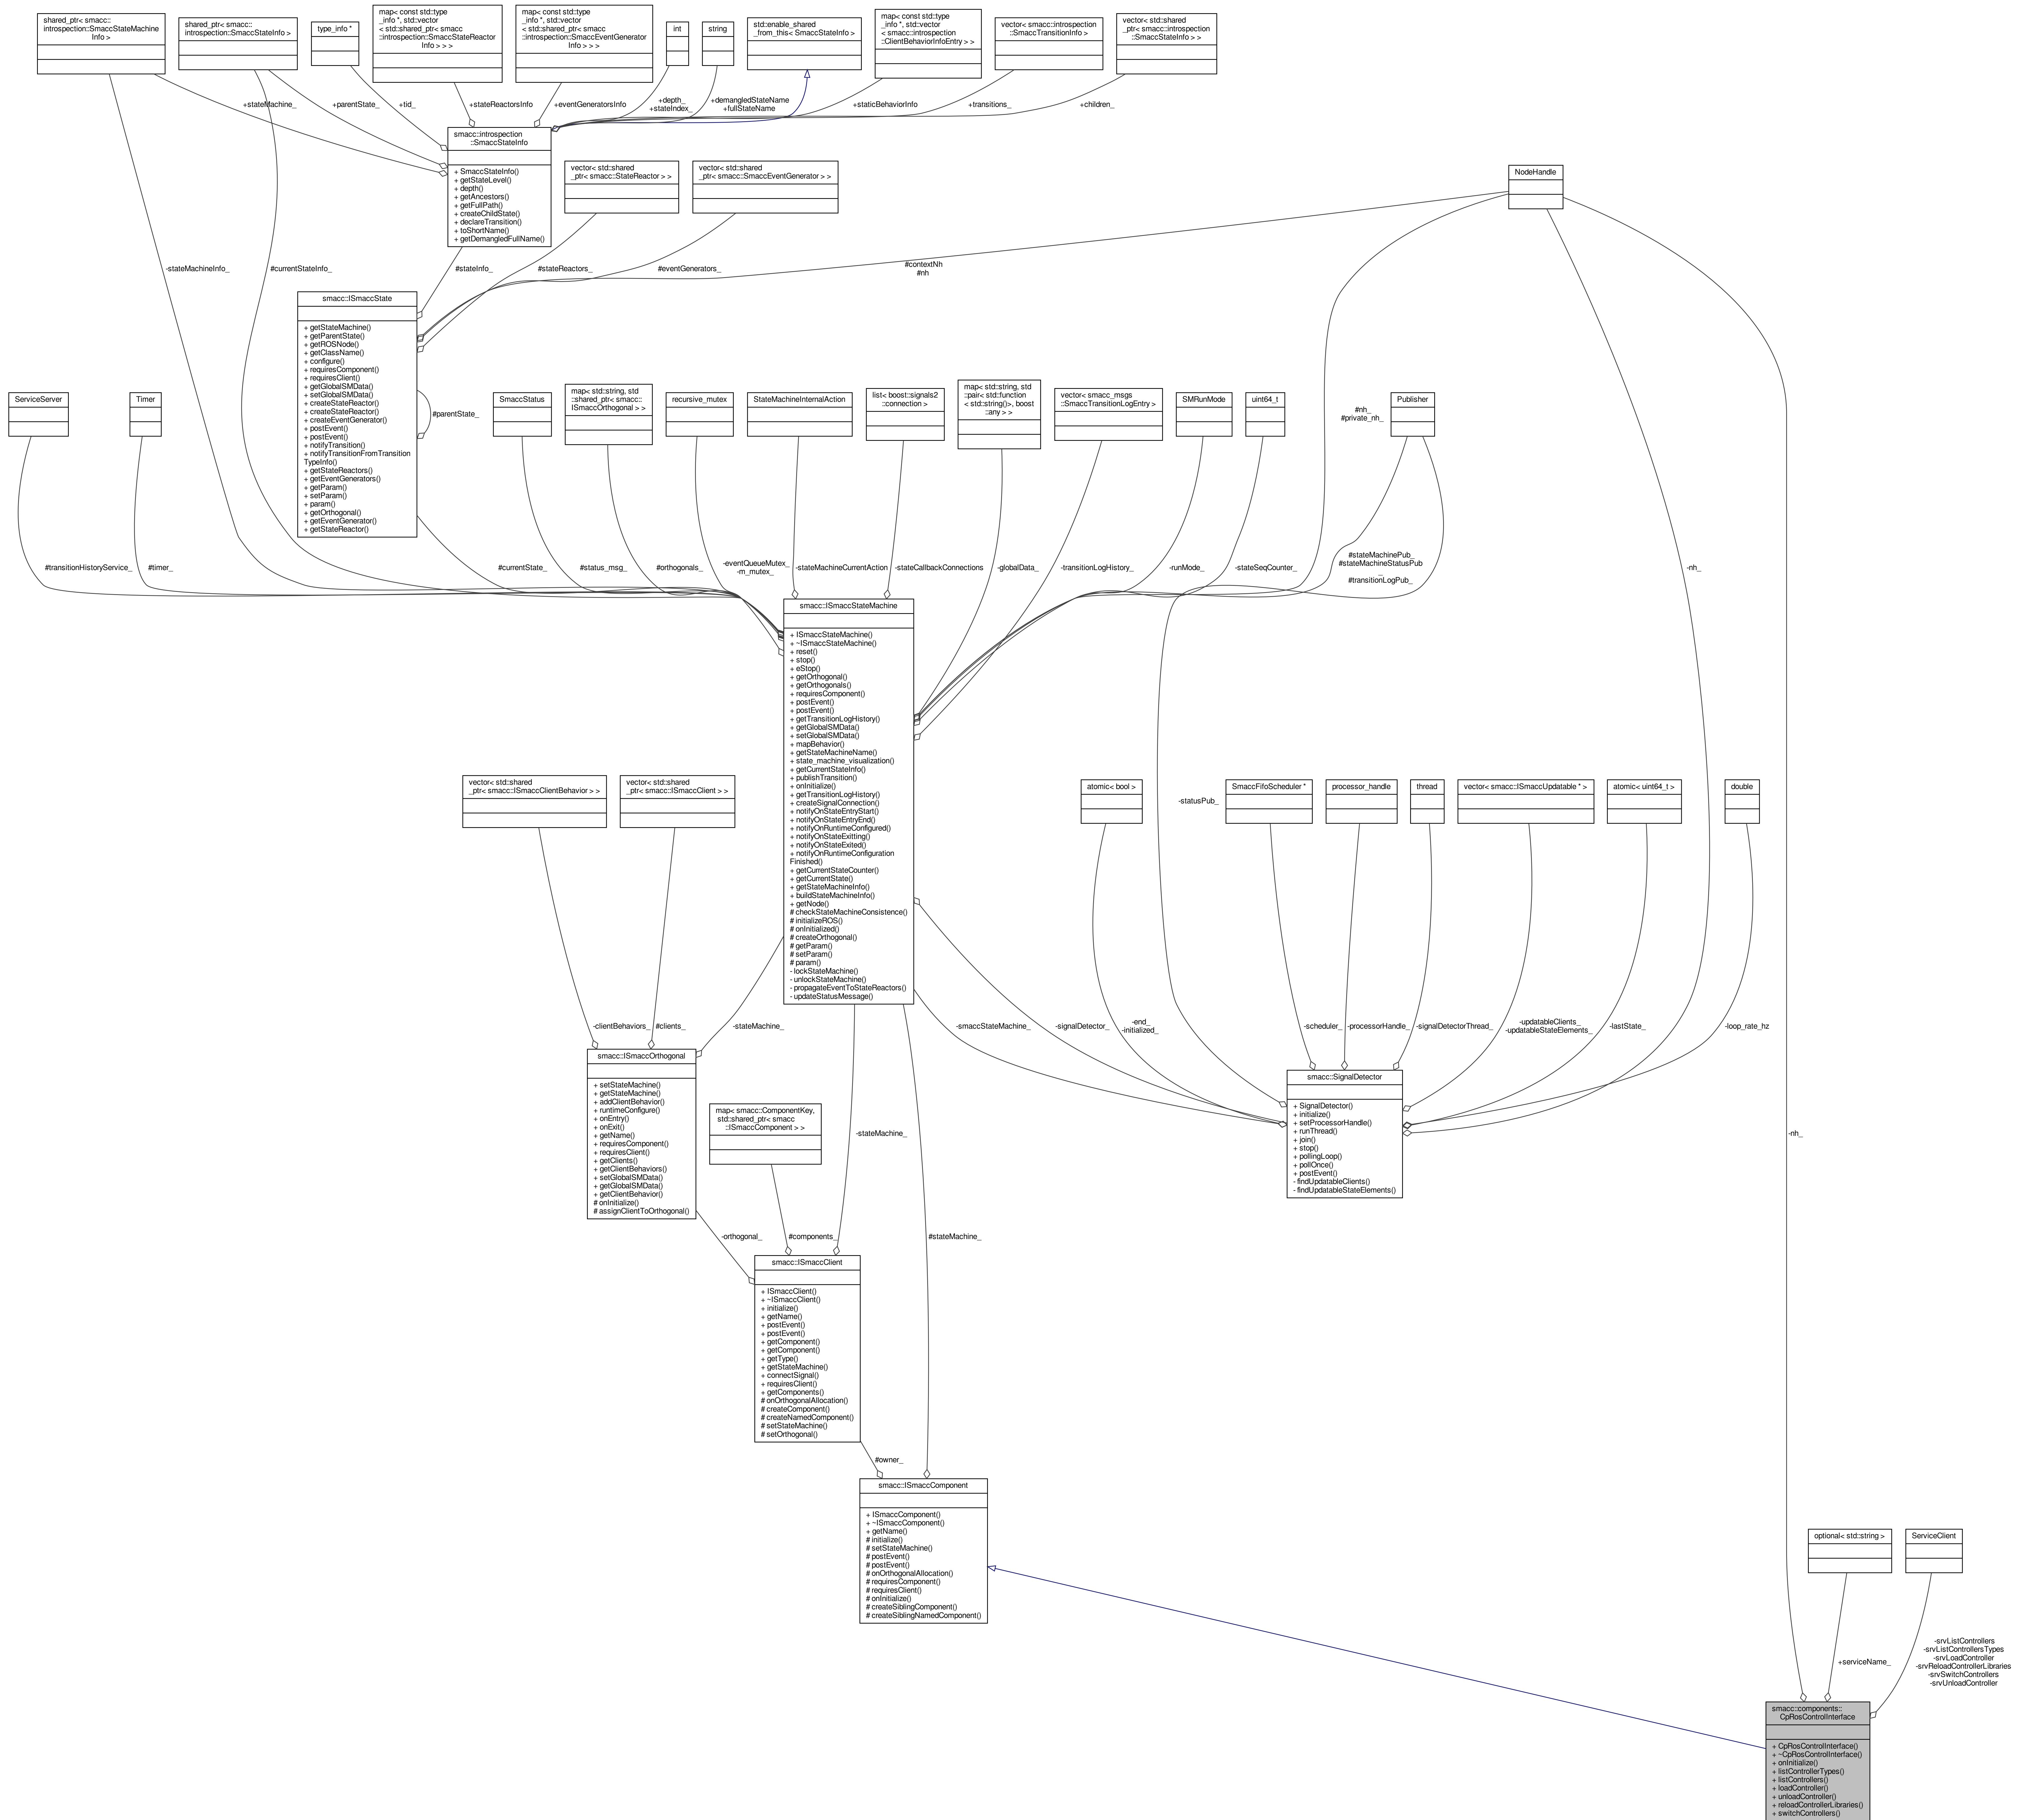 shared_ptr< smacc::
introspection::SmaccStateMachine
Info >
shared_ptr< smacc::
introspection::SmaccStateInfo >
type_info *
map< const std::type
_info *, std::vector
< std::shared_ptr< smacc
::introspection::SmaccStateReactor
Info > > >
map< const std::type
_info *, std::vector
< std::shared_ptr< smacc
::introspection::SmaccEventGenerator
Info > > >
int
string
std::enable_shared
_from_this< SmaccStateInfo >
map< const std::type
_info *, std::vector
< smacc::introspection
::ClientBehaviorInfoEntry > >
vector< smacc::introspection
::SmaccTransitionInfo >
vector< std::shared
_ptr< smacc::introspection
::SmaccStateInfo > >
+stateMachine_
+parentState_
+tid_
+stateReactorsInfo
+eventGeneratorsInfo
+depth_
+stateIndex_
+demangledStateName
+fullStateName
+staticBehaviorInfo
+transitions_
+children_
smacc::introspection
::SmaccStateInfo
+ SmaccStateInfo()
+ getStateLevel()
+ depth()
+ getAncestors()
+ getFullPath()
+ createChildState()
+ declareTransition()
+ toShortName()
+ getDemangledFullName()
vector< std::shared
_ptr< smacc::StateReactor > >
vector< std::shared
_ptr< smacc::SmaccEventGenerator > >
NodeHandle
-stateMachineInfo_
#currentStateInfo_
#stateInfo_
#stateReactors_
#eventGenerators_
#contextNh
#nh
smacc::ISmaccState
+ getStateMachine()
+ getParentState()
+ getROSNode()
+ getClassName()
+ configure()
+ requiresComponent()
+ requiresClient()
+ getGlobalSMData()
+ setGlobalSMData()
+ createStateReactor()
+ createStateReactor()
+ createEventGenerator()
+ postEvent()
+ postEvent()
+ notifyTransition()
+ notifyTransitionFromTransition
TypeInfo()
+ getStateReactors()
+ getEventGenerators()
+ getParam()
+ setParam()
+ param()
+ getOrthogonal()
+ getEventGenerator()
+ getStateReactor()
#parentState_
ServiceServer
Timer
SmaccStatus
map< std::string, std
::shared_ptr< smacc::
ISmaccOrthogonal > >
recursive_mutex
StateMachineInternalAction
list< boost::signals2
::connection >
map< std::string, std
::pair< std::function
< std::string()>, boost
::any > >
vector< smacc_msgs
::SmaccTransitionLogEntry >
SMRunMode
uint64_t
#nh_
#private_nh_
Publisher
#transitionHistoryService_
#timer_
#currentState_
#status_msg_
#orthogonals_
-eventQueueMutex_
-m_mutex_
-stateMachineCurrentAction
-stateCallbackConnections
-globalData_
-transitionLogHistory_
-runMode_
-stateSeqCounter_
#stateMachinePub_
#stateMachineStatusPub
_
#transitionLogPub_
-nh_
smacc::ISmaccStateMachine
+ ISmaccStateMachine()
+ ~ISmaccStateMachine()
+ reset()
+ stop()
+ eStop()
+ getOrthogonal()
+ getOrthogonals()
+ requiresComponent()
+ postEvent()
+ postEvent()
+ getTransitionLogHistory()
+ getGlobalSMData()
+ setGlobalSMData()
+ mapBehavior()
+ getStateMachineName()
+ state_machine_visualization()
+ getCurrentStateInfo()
+ publishTransition()
+ onInitialize()
+ getTransitionLogHistory()
+ createSignalConnection()
+ notifyOnStateEntryStart()
+ notifyOnStateEntryEnd()
+ notifyOnRuntimeConfigured()
+ notifyOnStateExitting()
+ notifyOnStateExited()
+ notifyOnRuntimeConfiguration
Finished()
+ getCurrentStateCounter()
+ getCurrentState()
+ getStateMachineInfo()
+ buildStateMachineInfo()
+ getNode()
# checkStateMachineConsistence()
# initializeROS()
# onInitialized()
# createOrthogonal()
# getParam()
# setParam()
# param()
- lockStateMachine()
- unlockStateMachine()
- propagateEventToStateReactors()
- updateStatusMessage()
vector< std::shared
_ptr< smacc::ISmaccClientBehavior > >
vector< std::shared
_ptr< smacc::ISmaccClient > >
atomic< bool >
-statusPub_
SmaccFifoScheduler *
processor_handle
thread
vector< smacc::ISmaccUpdatable * >
atomic< uint64_t >
double
-clientBehaviors_
#clients_
-stateMachine_
-smaccStateMachine_
-signalDetector_
-end_
-initialized_
-scheduler_
-processorHandle_
-signalDetectorThread_
-updatableClients_
-updatableStateElements_
-lastState_
-loop_rate_hz
smacc::ISmaccOrthogonal
+ setStateMachine()
+ getStateMachine()
+ addClientBehavior()
+ runtimeConfigure()
+ onEntry()
+ onExit()
+ getName()
+ requiresComponent()
+ requiresClient()
+ getClients()
+ getClientBehaviors()
+ setGlobalSMData()
+ getGlobalSMData()
+ getClientBehavior()
# onInitialize()
# assignClientToOrthogonal()
smacc::SignalDetector
+ SignalDetector()
+ initialize()
+ setProcessorHandle()
+ runThread()
+ join()
+ stop()
+ pollingLoop()
+ pollOnce()
+ postEvent()
- findUpdatableClients()
- findUpdatableStateElements()
map< smacc::ComponentKey,
std::shared_ptr< smacc
::ISmaccComponent > >
-stateMachine_
-nh_
-orthogonal_
#components_
#stateMachine_
smacc::ISmaccClient
+ ISmaccClient()
+ ~ISmaccClient()
+ initialize()
+ getName()
+ postEvent()
+ postEvent()
+ getComponent()
+ getComponent()
+ getType()
+ getStateMachine()
+ connectSignal()
+ requiresClient()
+ getComponents()
# onOrthogonalAllocation()
# createComponent()
# createNamedComponent()
# setStateMachine()
# setOrthogonal()
#owner_
smacc::ISmaccComponent
+ ISmaccComponent()
+ ~ISmaccComponent()
+ getName()
# initialize()
# setStateMachine()
# postEvent()
# postEvent()
# onOrthogonalAllocation()
# requiresComponent()
# requiresClient()
# onInitialize()
# createSiblingComponent()
# createSiblingNamedComponent()
optional< std::string >
ServiceClient
+serviceName_
-srvListControllers
-srvListControllersTypes
-srvLoadController
-srvReloadControllerLibraries
-srvSwitchControllers
-srvUnloadController
smacc::components::
CpRosControlInterface
+ CpRosControlInterface()
+ ~CpRosControlInterface()
+ onInitialize()
+ listControllerTypes()
+ listControllers()
+ loadController()
+ unloadController()
+ reloadControllerLibraries()
+ switchControllers()